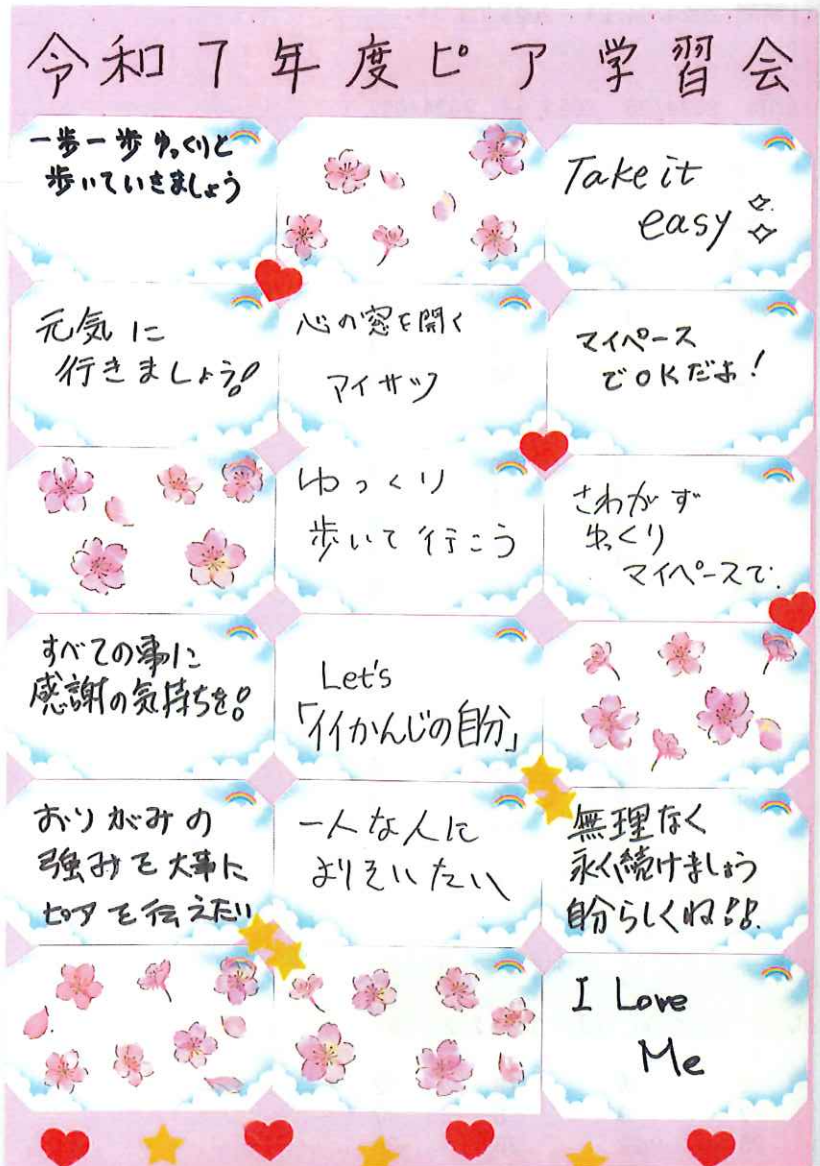 令和7年度ピア学習会
一歩一歩ゆっくりと
歩いていきましょう
Take it
easy
元気に
行きましょう!
心の窓を開く
アイサツ
マイペース
でOKだよ!
ゆっくり
歩いて行こう
さわがず
ゆっくり
マイペースで.
すべての事に
感謝の気持ちを!
Let's
「イイかんじの自分」
おりがみの
強みを大事に
ピアを伝えたい
一人な人に
よりそいたい
無理なく
永く続けましょう
自分らしくね!!
I Love
Me